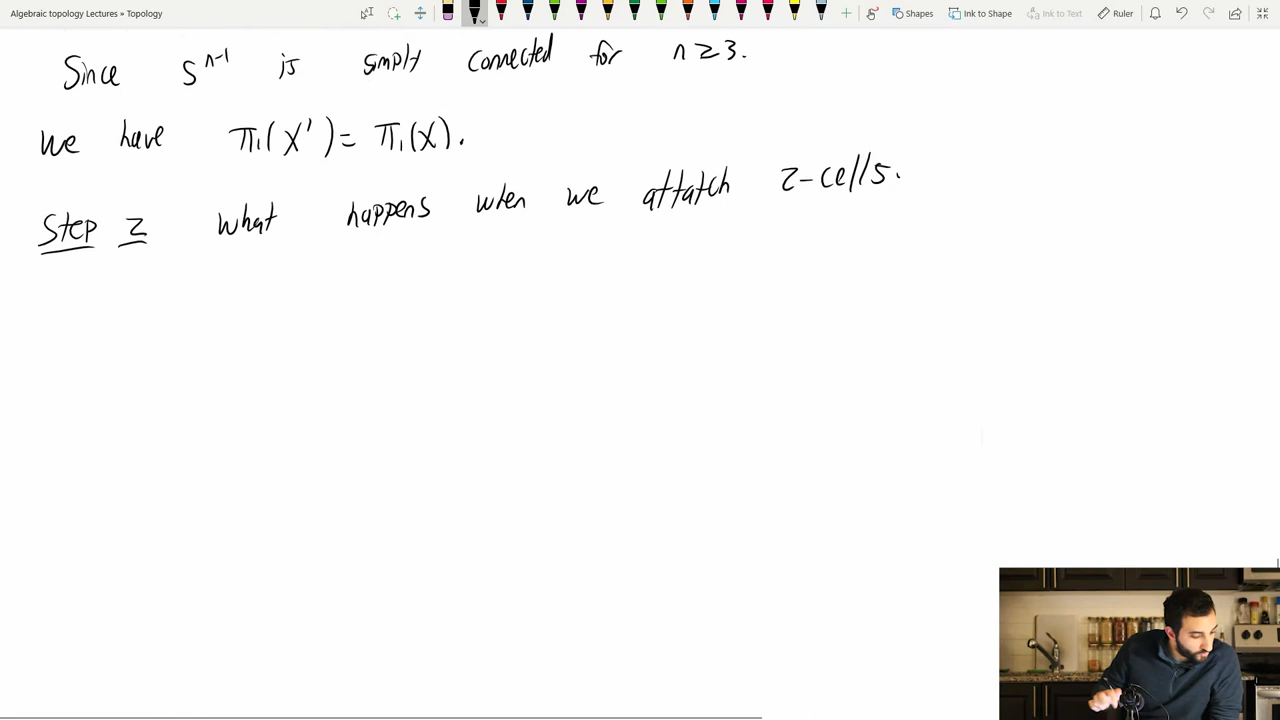 Algebraic topology Lectures » Topology
Shapes
Ink to Shape
Ink to Text
Ruler
Since S^{n-1} is simply connected for n ≥ 3.
We have π₁(X') = π₁(X).
Step 2 What happens when we attatch 2-cells.